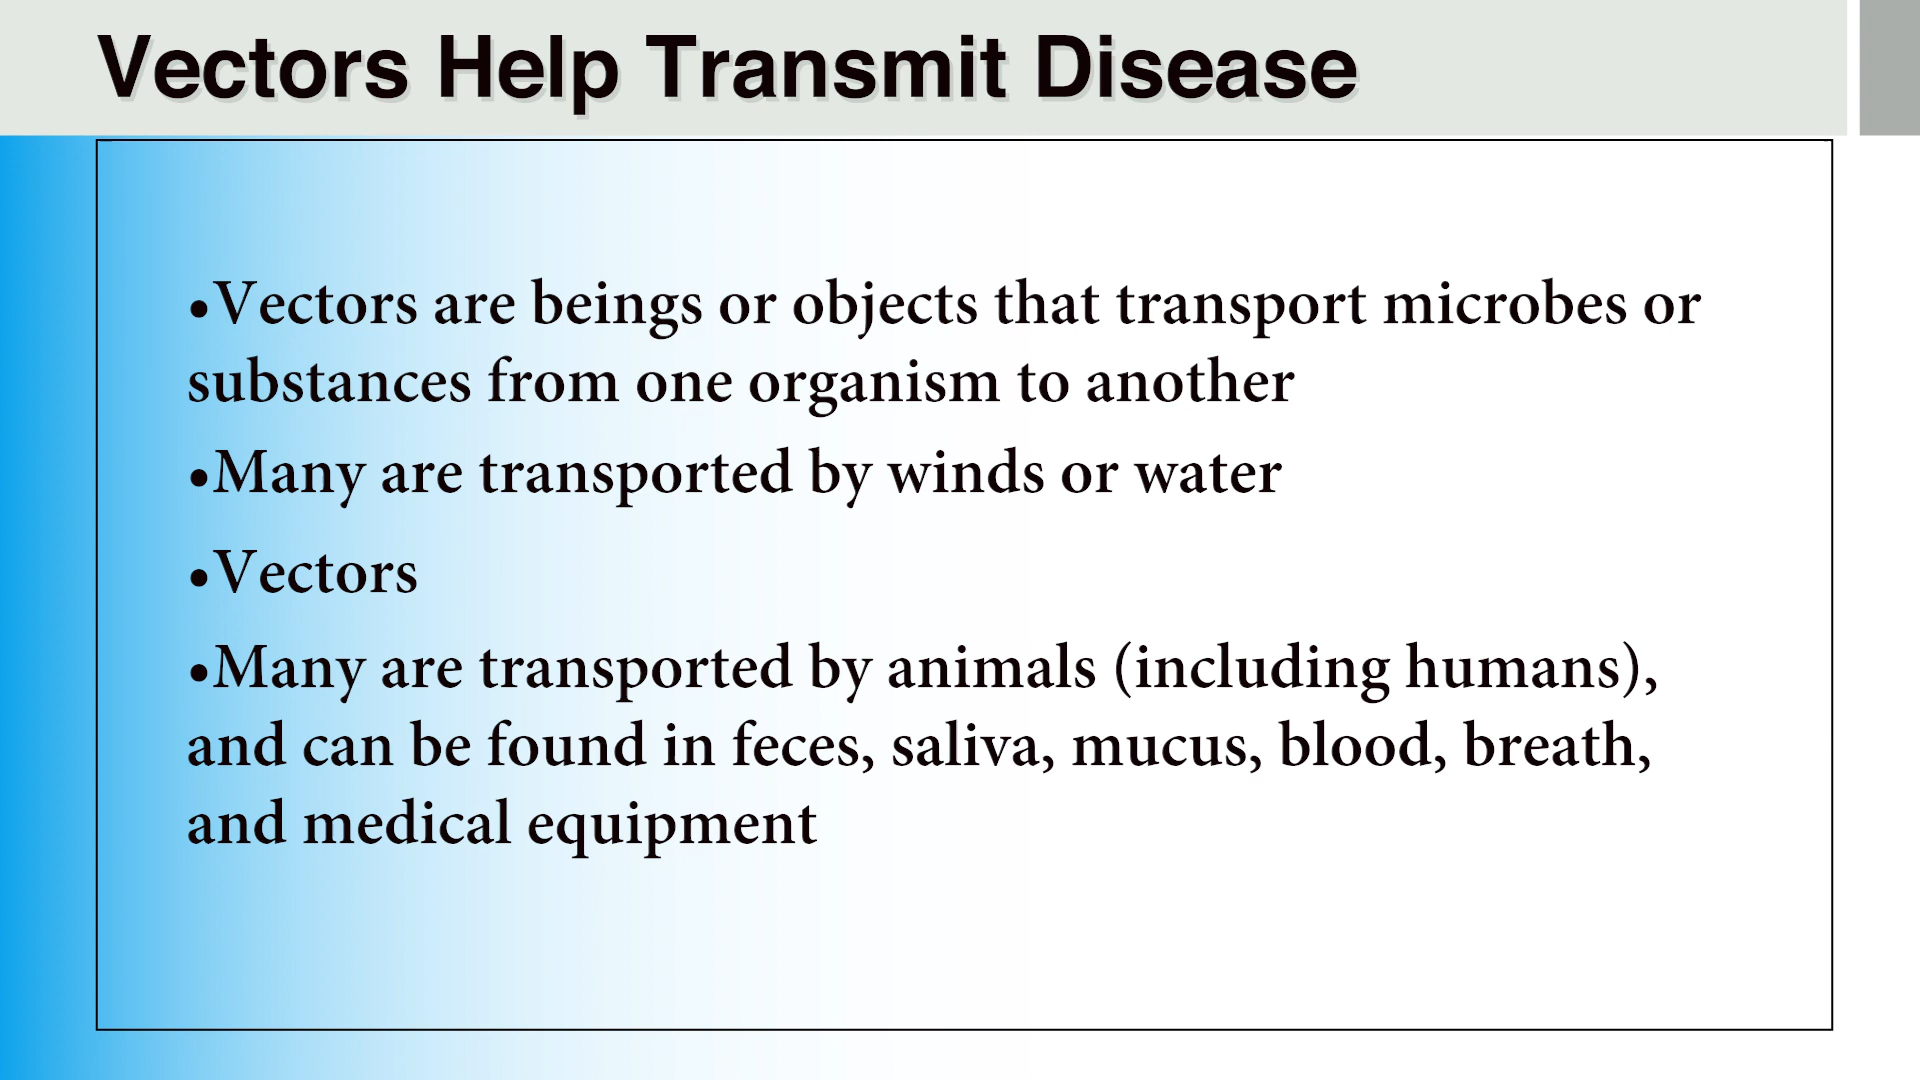 Vectors Help Transmit Disease
•Vectors are beings or objects that transport microbes or
substances from one organism to another
•Many are transported by winds or water
•Vectors
•Many are transported by animals (including humans),
and can be found in feces, saliva, mucus, blood, breath,
and medical equipment